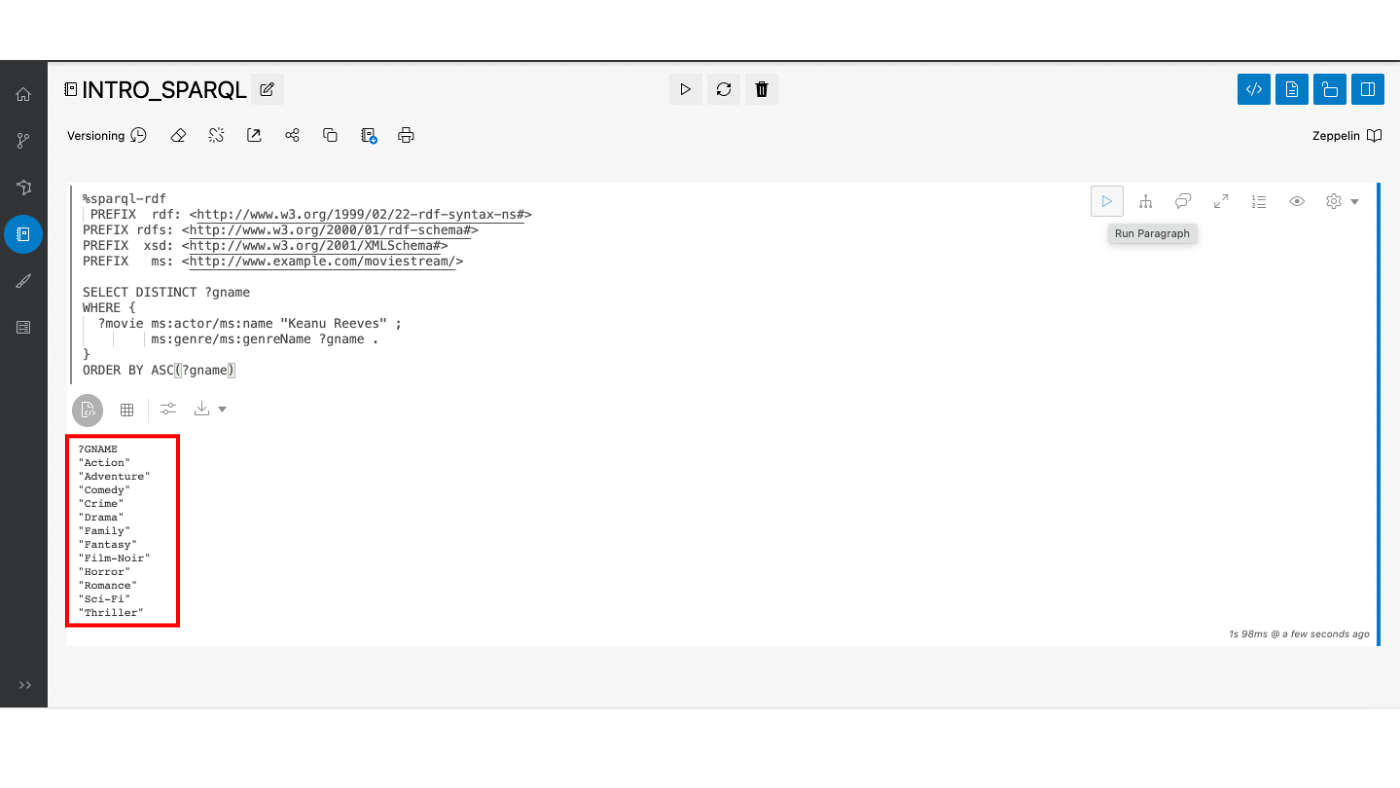 INTRO_SPARQL
Versioning
Zeppelin
%sparql-rdf
PREFIX  rdf: <http://www.w3.org/1999/02/22-rdf-syntax-ns#>
PREFIX rdfs: <http://www.w3.org/2000/01/rdf-schema#>
PREFIX  xsd: <http://www.w3.org/2001/XMLSchema#>
PREFIX   ms: <http://www.example.com/moviestream/>
Run Paragraph
SELECT DISTINCT ?gname
WHERE {
  ?movie ms:actor/ms:name "Keanu Reeves" ;
         ms:genre/ms:genreName ?gname .
}
ORDER BY ASC(?gname)
?GNAME
"Action"
"Adventure"
"Comedy"
"Crime"
"Drama"
"Family"
"Fantasy"
"Film-Noir"
"Horror"
"Romance"
"Sci-Fi"
"Thriller"
1s 98ms @ a few seconds ago